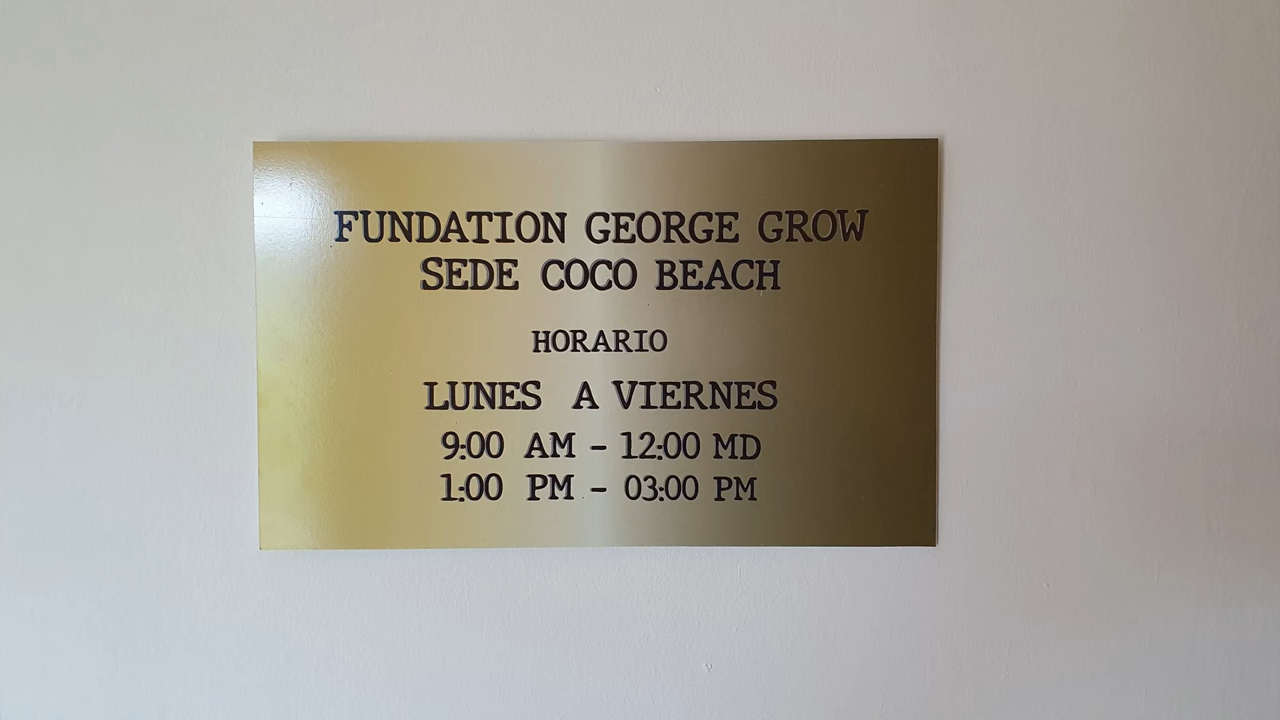 FUNDATION GEORGE GROW
SEDE COCO BEACH
HORARIO
LUNES A VIERNES
9:00 AM - 12:00 MD
1:00 PM - 03:00 PM